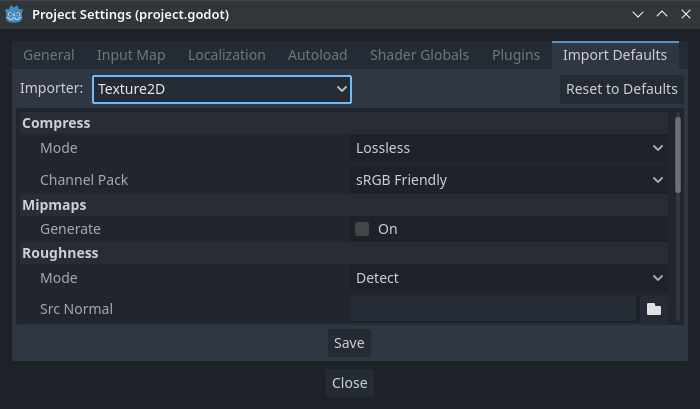 Project Settings (project.godot)
General Input Map Localization Autoload Shader Globals Plugins Import Defaults
Importer: Texture2D Reset to Defaults
Compress
Mode Lossless
Channel Pack sRGB Friendly
Mipmaps
Generate On
Roughness
Mode Detect
Src Normal
Save
Close